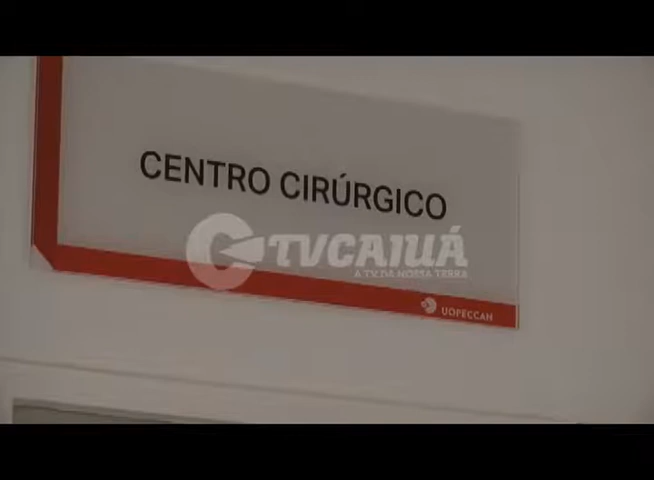 CENTRO CIRÚRGICO
TVCAIUÁ
A TV DA NOSSA TERRA
UOPECCAN